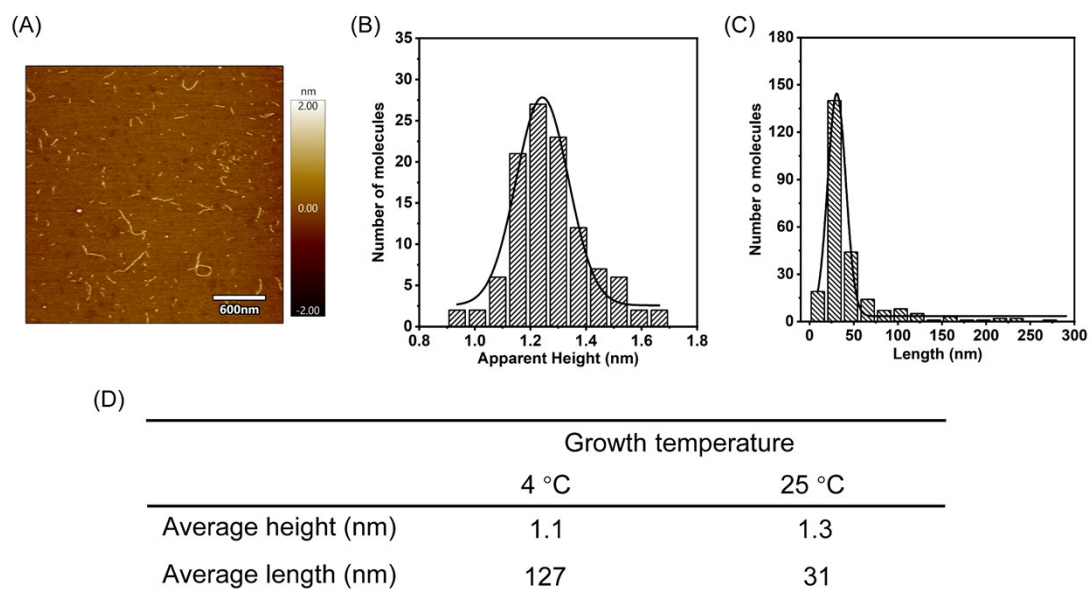 (A)
nm
2.00
0.00
-2.00
600nm
(B)
Number of molecules
35
30
25
20
15
10
5
0
0.8 1.0 1.2 1.4 1.6 1.8
Apparent Height (nm)
(C)
Number o molecules
180
150
120
90
60
30
0
0 50 100 150 200 250 300
Length (nm)
(D)
Growth temperature
4 °C 25 °C
Average height (nm) 1.1 1.3
Average length (nm) 127 31